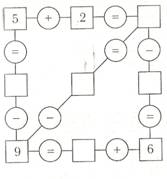 5 + 2 =
= = −
− −
9 = + 6
=